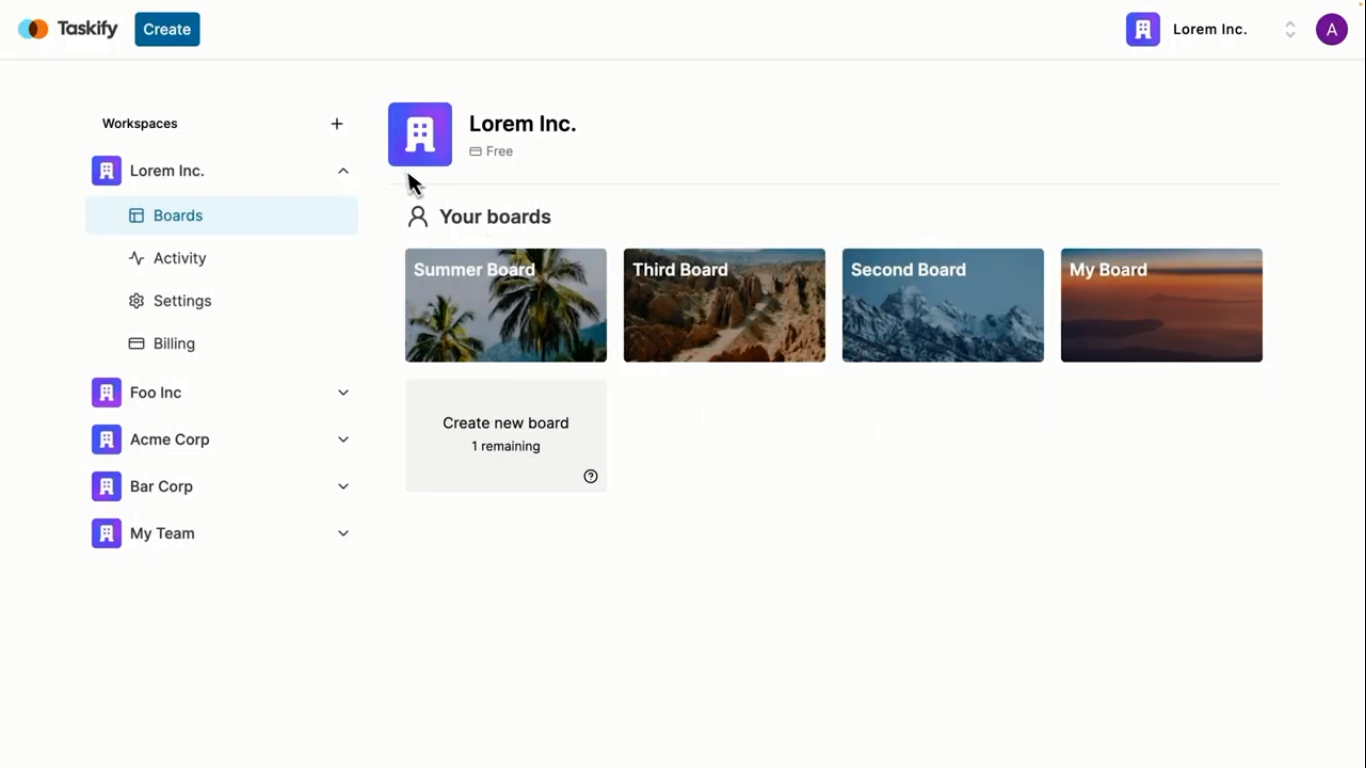 Taskify
Create
Lorem Inc.
A
Workspaces
Lorem Inc.
Boards
Activity
Settings
Billing
Foo Inc
Acme Corp
Bar Corp
My Team
Lorem Inc.
Free
Your boards
Summer Board
Third Board
Second Board
My Board
Create new board
1 remaining